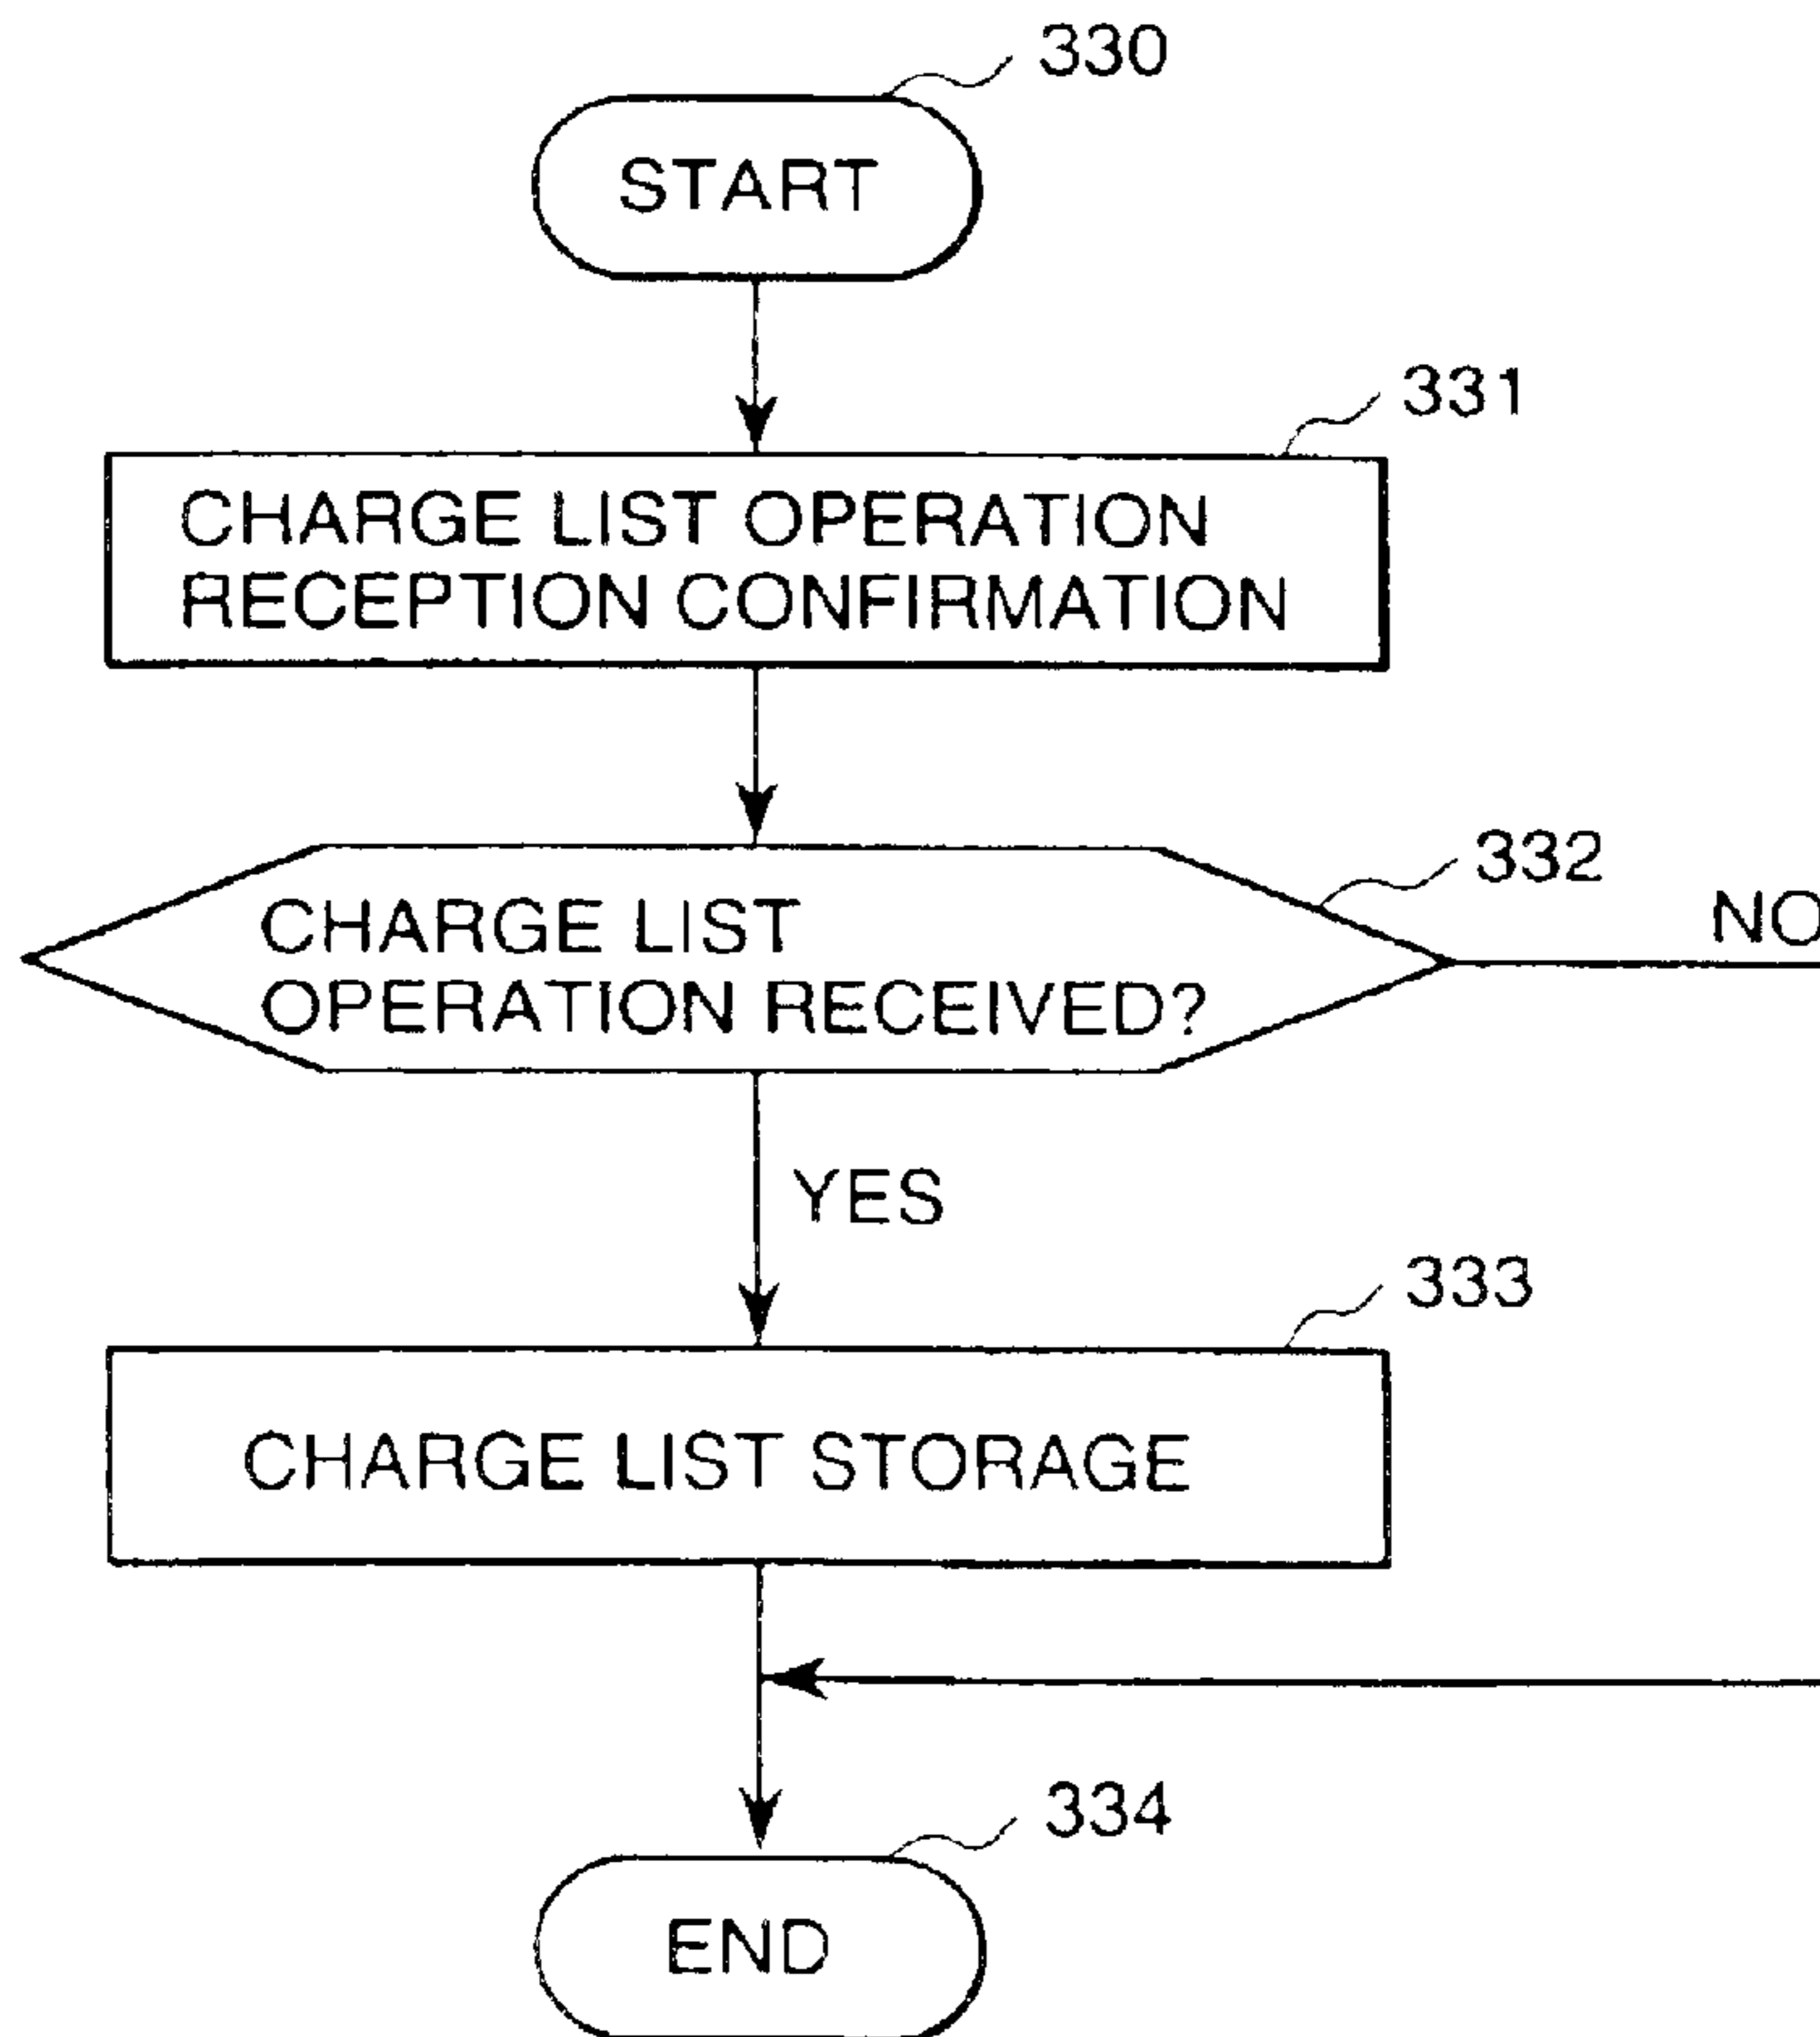 330
START
331
CHARGE LIST OPERATION
RECEPTION CONFIRMATION
332
NO
CHARGE LIST
OPERATION RECEIVED?
YES
333
CHARGE LIST STORAGE
334
END